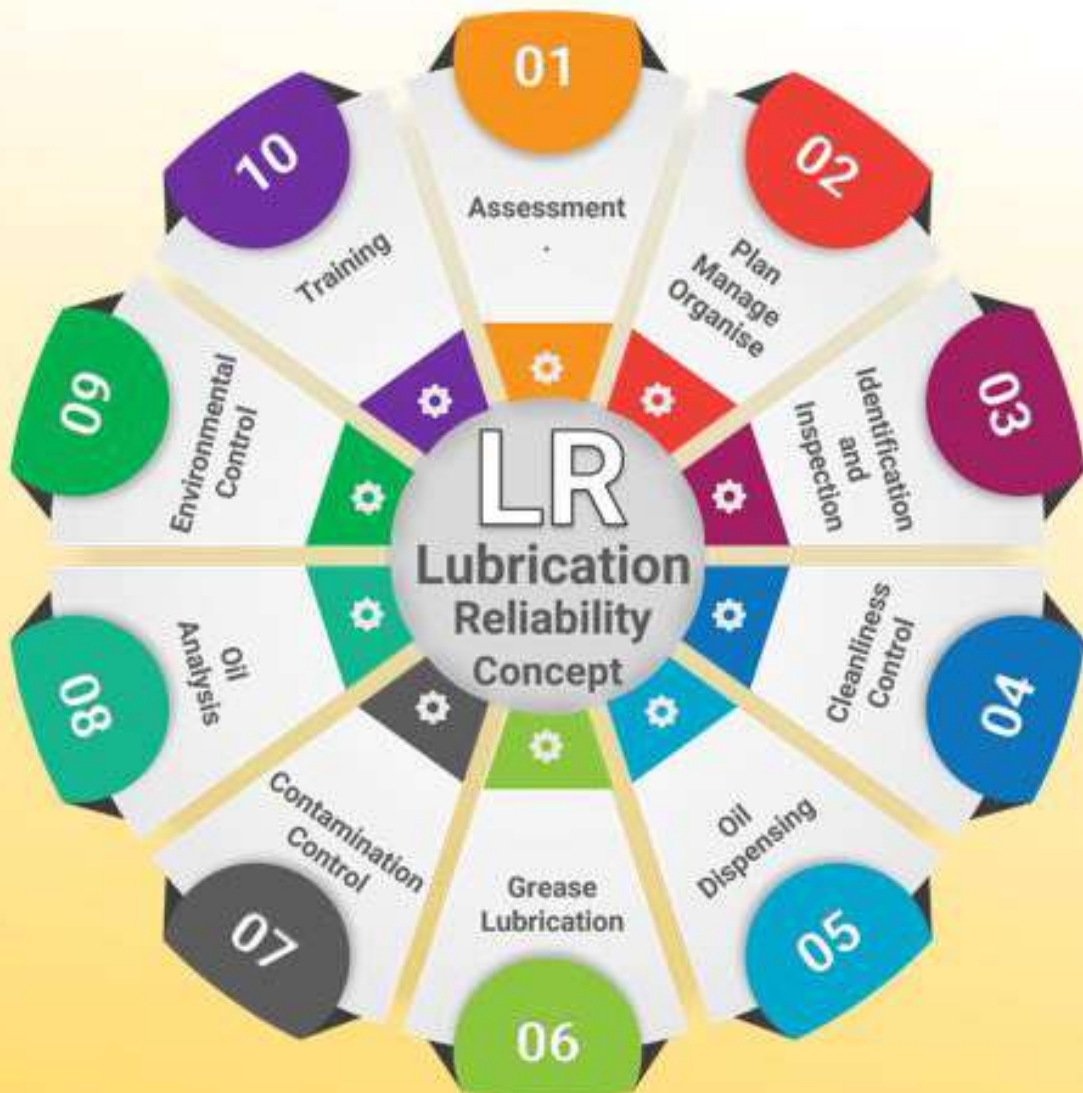 01
Assessment
.
02
Plan
Manage
Organise
03
Identification
and
Inspection
04
Cleanliness
Control
05
Oil
Dispensing
06
Grease
Lubrication
07
Contamination
Control
08
Oil
Analysis
09
Environmental
Control
10
Training
LR
Lubrication
Reliability
Concept